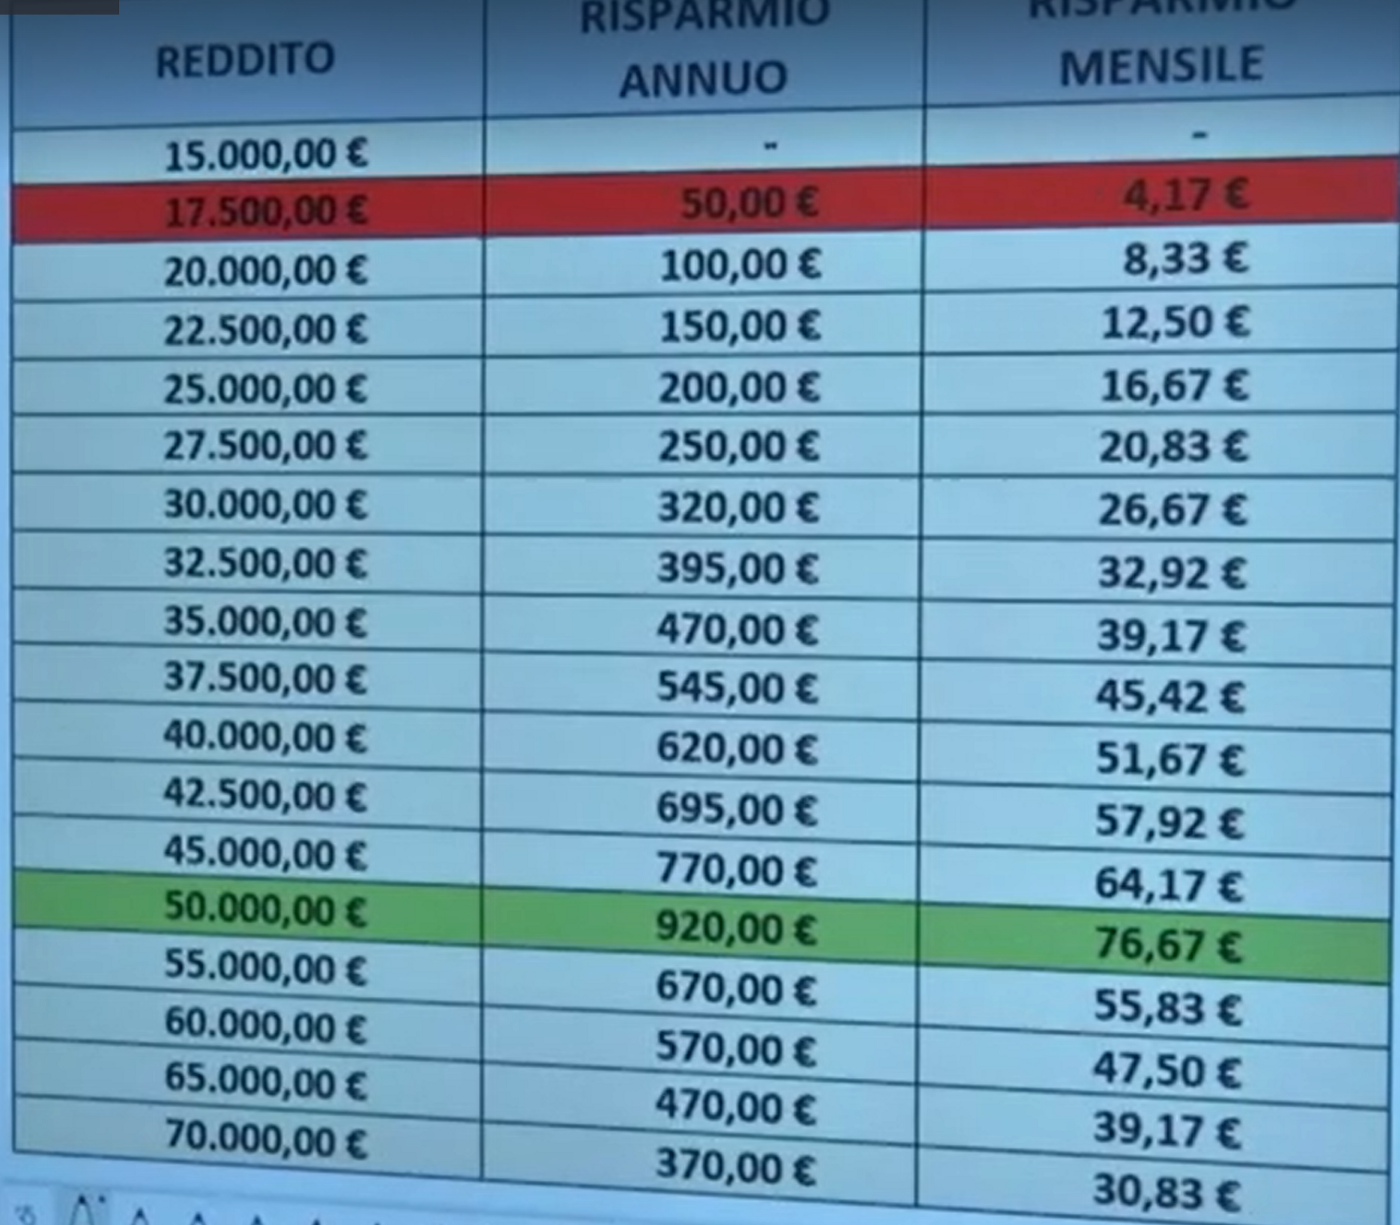 REDDITO RISPARMIO ANNUO RISPARMIO MENSILE
15.000,00 € - -
17.500,00 € 50,00 € 4,17 €
20.000,00 € 100,00 € 8,33 €
22.500,00 € 150,00 € 12,50 €
25.000,00 € 200,00 € 16,67 €
27.500,00 € 250,00 € 20,83 €
30.000,00 € 320,00 € 26,67 €
32.500,00 € 395,00 € 32,92 €
35.000,00 € 470,00 € 39,17 €
37.500,00 € 545,00 € 45,42 €
40.000,00 € 620,00 € 51,67 €
42.500,00 € 695,00 € 57,92 €
45.000,00 € 770,00 € 64,17 €
50.000,00 € 920,00 € 76,67 €
55.000,00 € 670,00 € 55,83 €
60.000,00 € 570,00 € 47,50 €
65.000,00 € 470,00 € 39,17 €
70.000,00 € 370,00 € 30,83 €